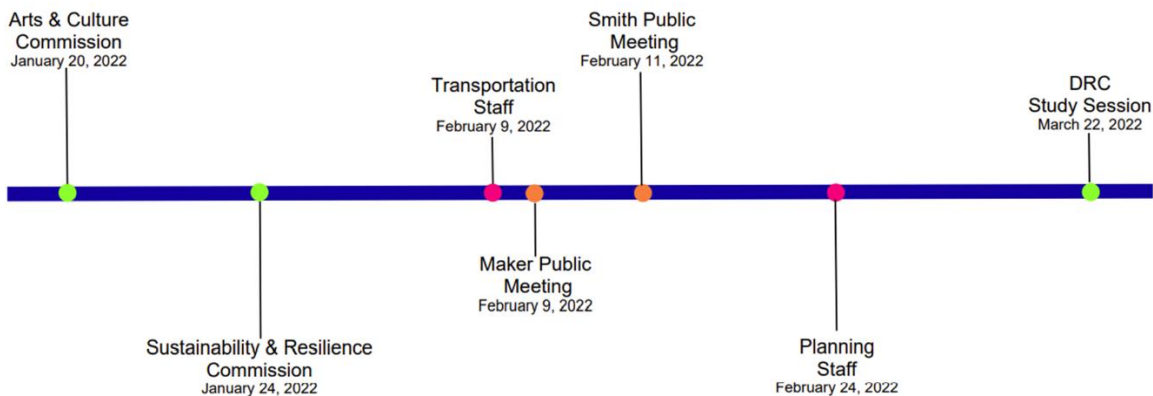 Arts & Culture
Commission
January 20, 2022
Smith Public
Meeting
February 11, 2022
Transportation
Staff
February 9, 2022
DRC
Study Session
March 22, 2022
Maker Public
Meeting
February 9, 2022
Sustainability & Resilience
Commission
January 24, 2022
Planning
Staff
February 24, 2022